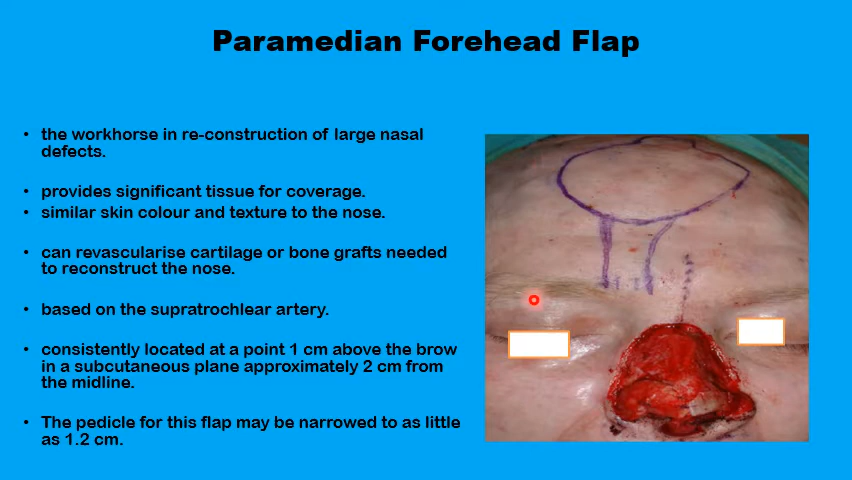 Paramedian Forehead Flap
• the workhorse in re-construction of large nasal
defects.
• provides significant tissue for coverage.
• similar skin colour and texture to the nose.
• can revascularise cartilage or bone grafts needed
to reconstruct the nose.
• based on the supratrochlear artery.
• consistently located at a point 1 cm above the brow
in a subcutaneous plane approximately 2 cm from
the midline.
• The pedicle for this flap may be narrowed to as little
as 1.2 cm.